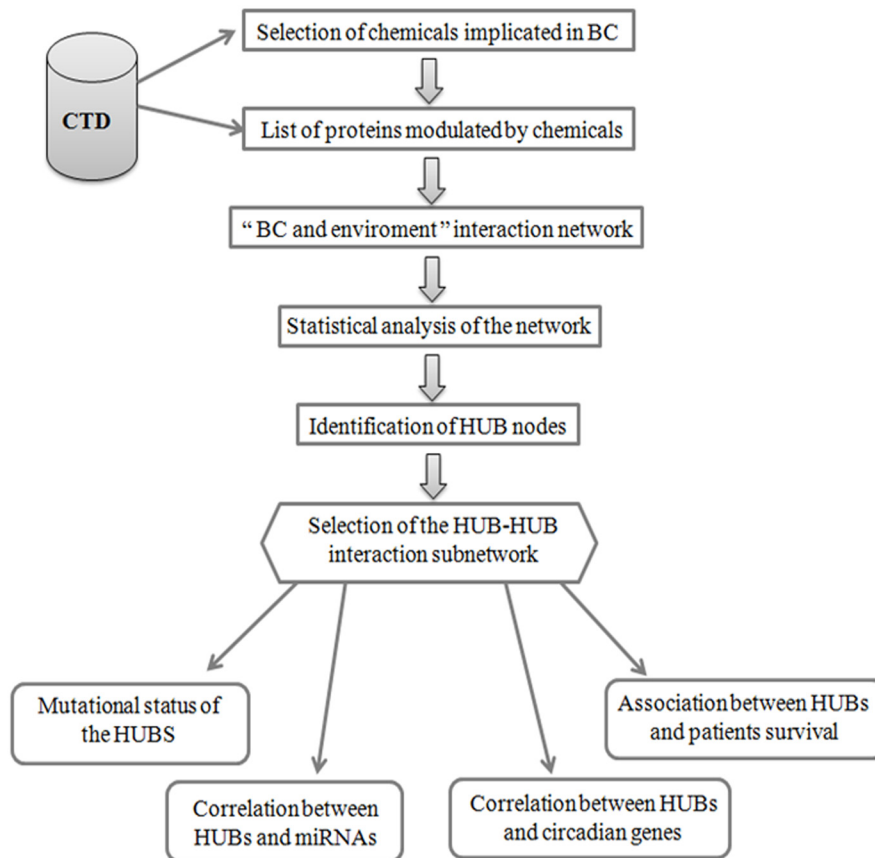 Selection of chemicals implicated in BC
CTD
List of proteins modulated by chemicals
“ BC and enviroment ” interaction network
Statistical analysis of the network
Identification of HUB nodes
Selection of the HUB-HUB
interaction subnetwork
Mutational status of
the HUBS
Association between HUBs
and patients survival
Correlation between
HUBs and miRNAs
Correlation between HUBs
and circadian genes